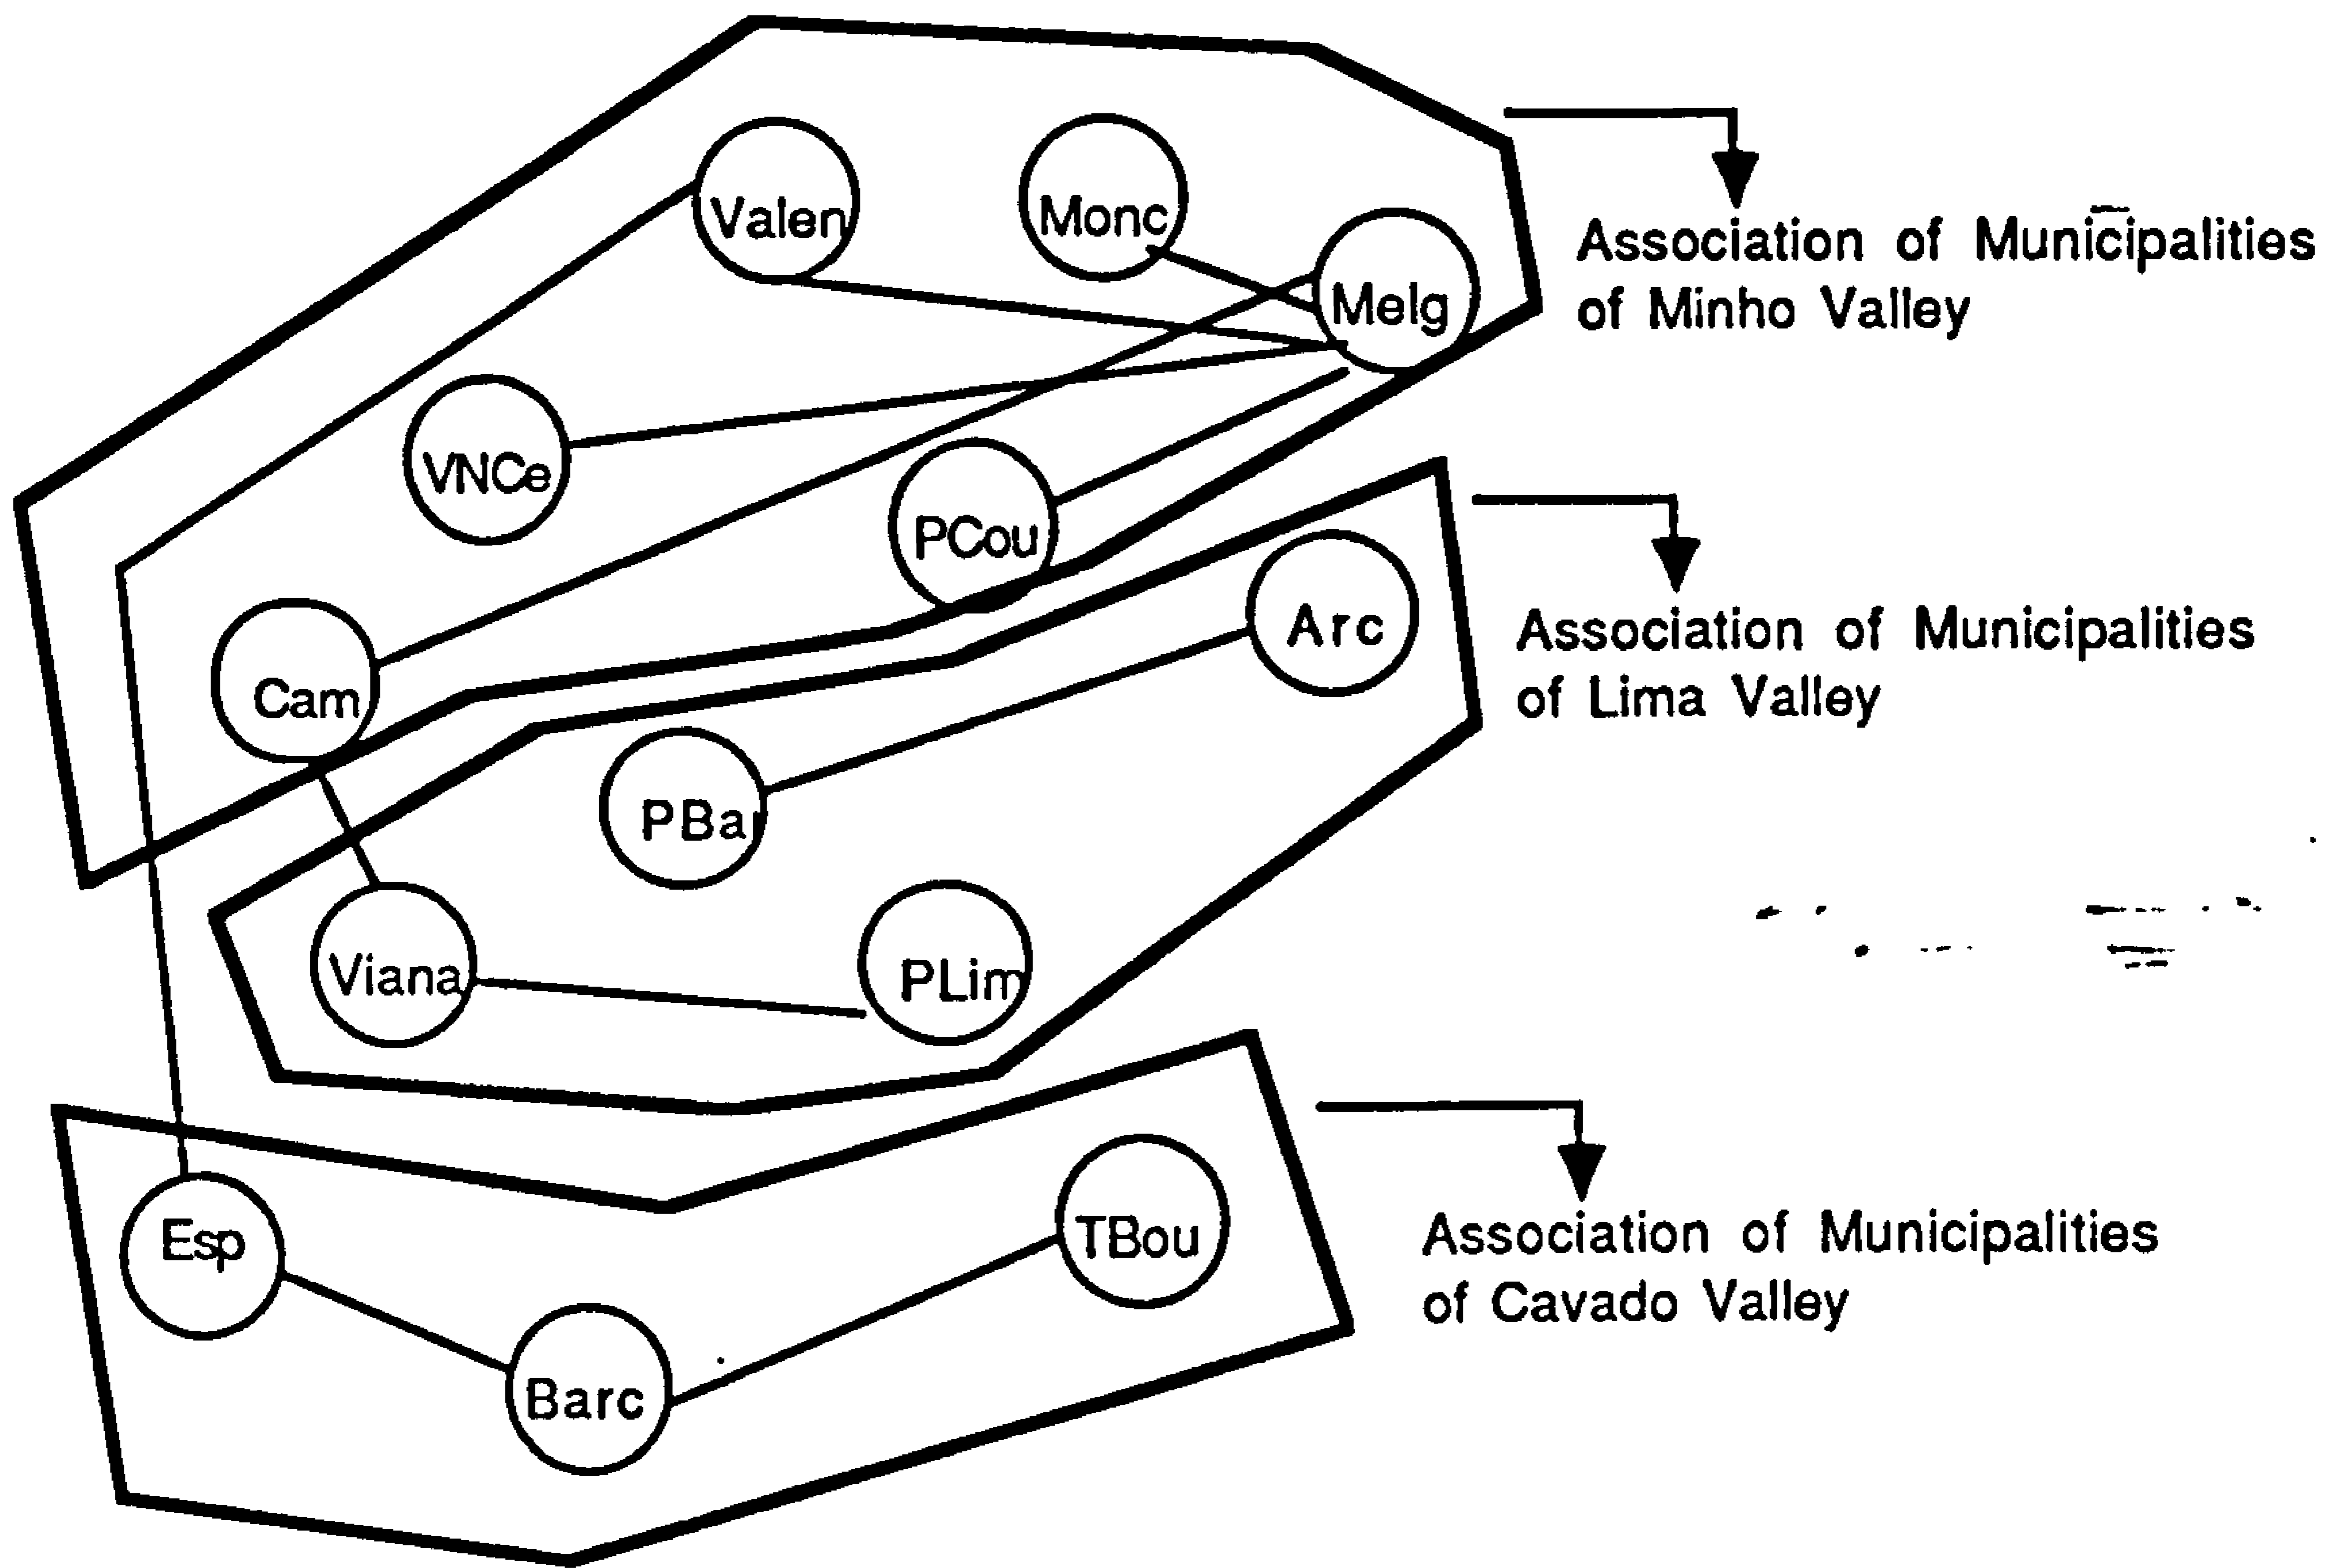 Valen
Monc
Melg
Association of Municipalities
of Minho Valley
VNCe
PCou
Arc
Association of Municipalities
of Lima Valley
Cam
PBar
Viana
PLim
Esp
TBou
Association of Municipalities
of Cavado Valley
Barc